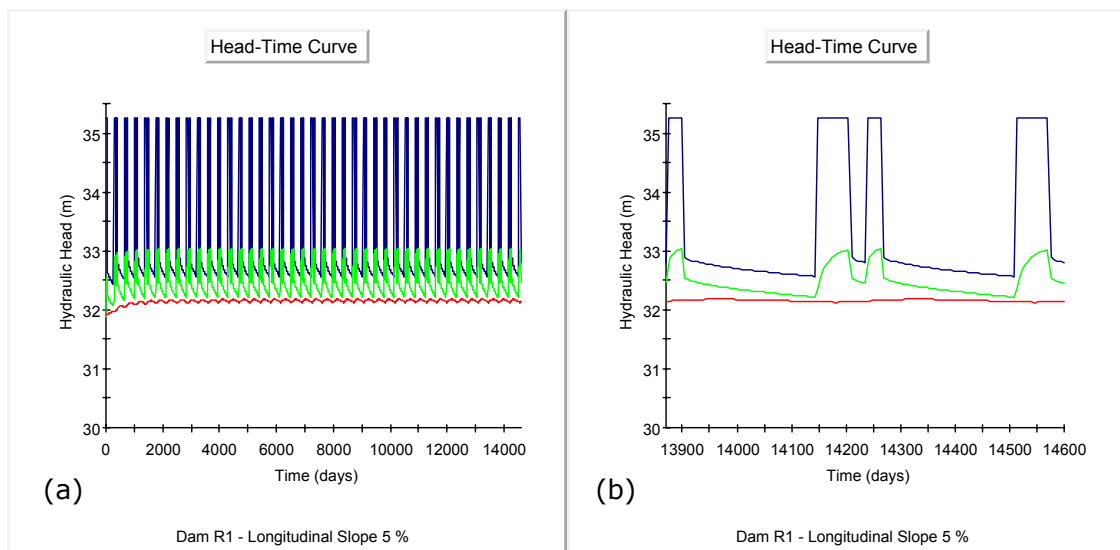 Head-Time Curve
Hydraulic Head (m)
35
34
33
32
31
30
0 2000 4000 6000 8000 10000 12000 14000
Time (days)
(a)
Dam R1 - Longitudinal Slope 5 %
Head-Time Curve
Hydraulic Head (m)
35
34
33
32
31
30
13900 14000 14100 14200 14300 14400 14500 14600
Time (days)
(b)
Dam R1 - Longitudinal Slope 5 %